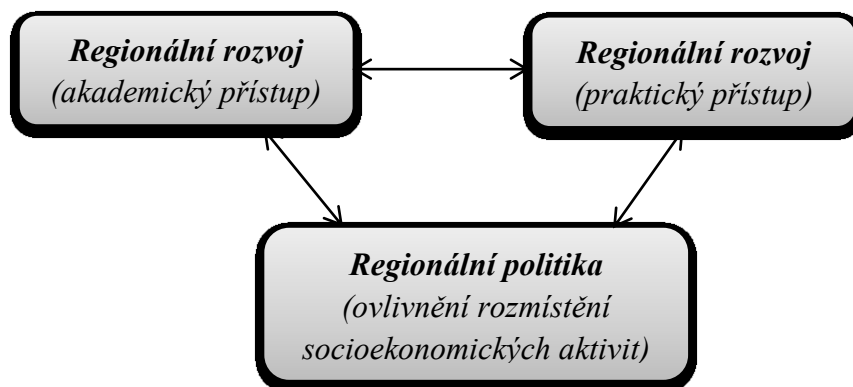 Regionální rozvoj
(akademický přístup)
Regionální rozvoj
(praktický přístup)
Regionální politika
(ovlivnění rozmístění
socioekonomických aktivit)